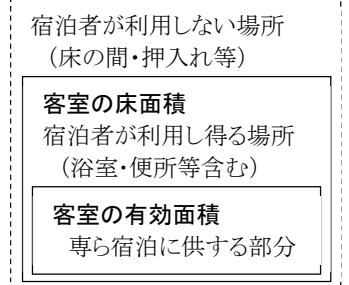 宿泊者が利用しない場所
(床の間・押入れ等)
客室の床面積
宿泊者が利用し得る場所
(浴室・便所等含む)
客室の有効面積
専ら宿泊に供する部分